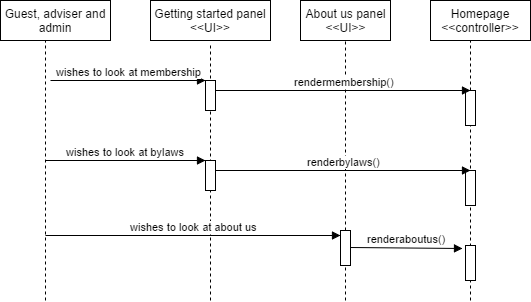 Guest, adviser and
admin
Getting started panel
<<UI>>
About us panel
<<UI>>
Homepage
<<controller>>
wishes to look at membership
rendermembership()
wishes to look at bylaws
renderbylaws()
wishes to look at about us
renderaboutus()